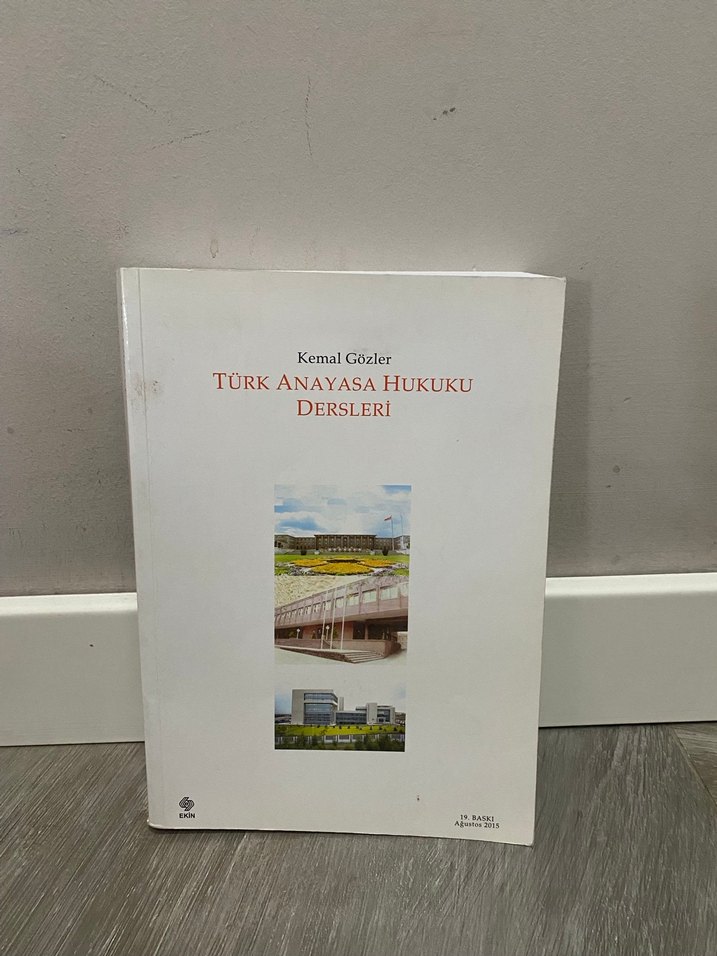 Kemal Gözler
TÜRK ANAYASA HUKUKU
DERSLERİ
EKİN
19. BASKI
Ağustos 2015